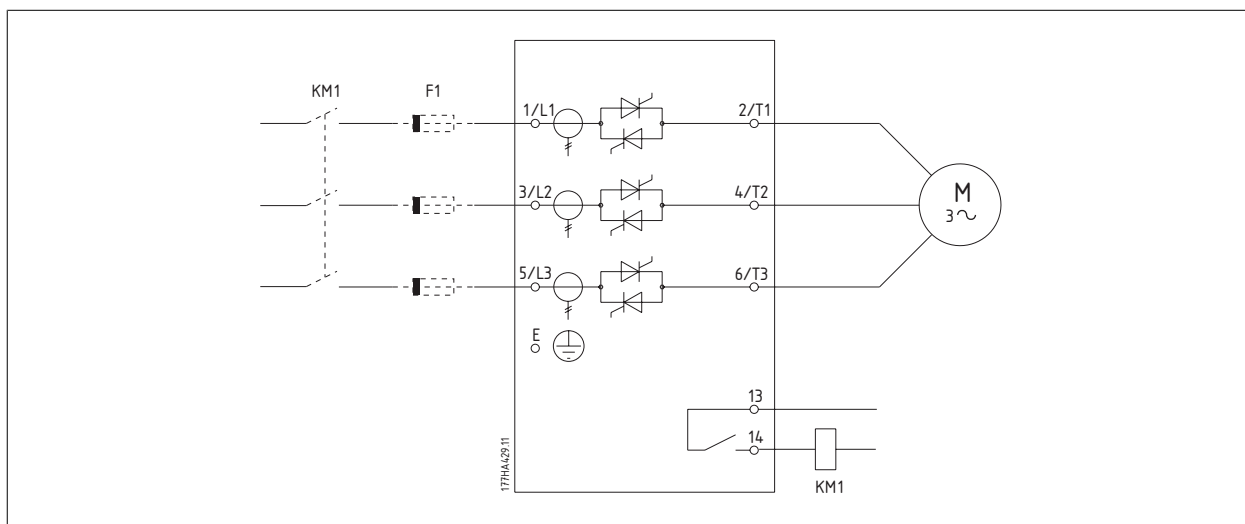 KM1
F1
1/L1
2/T1
3/L2
4/T2
M
3
5/L3
6/T3
E
13
14
KM1
177HA429.11